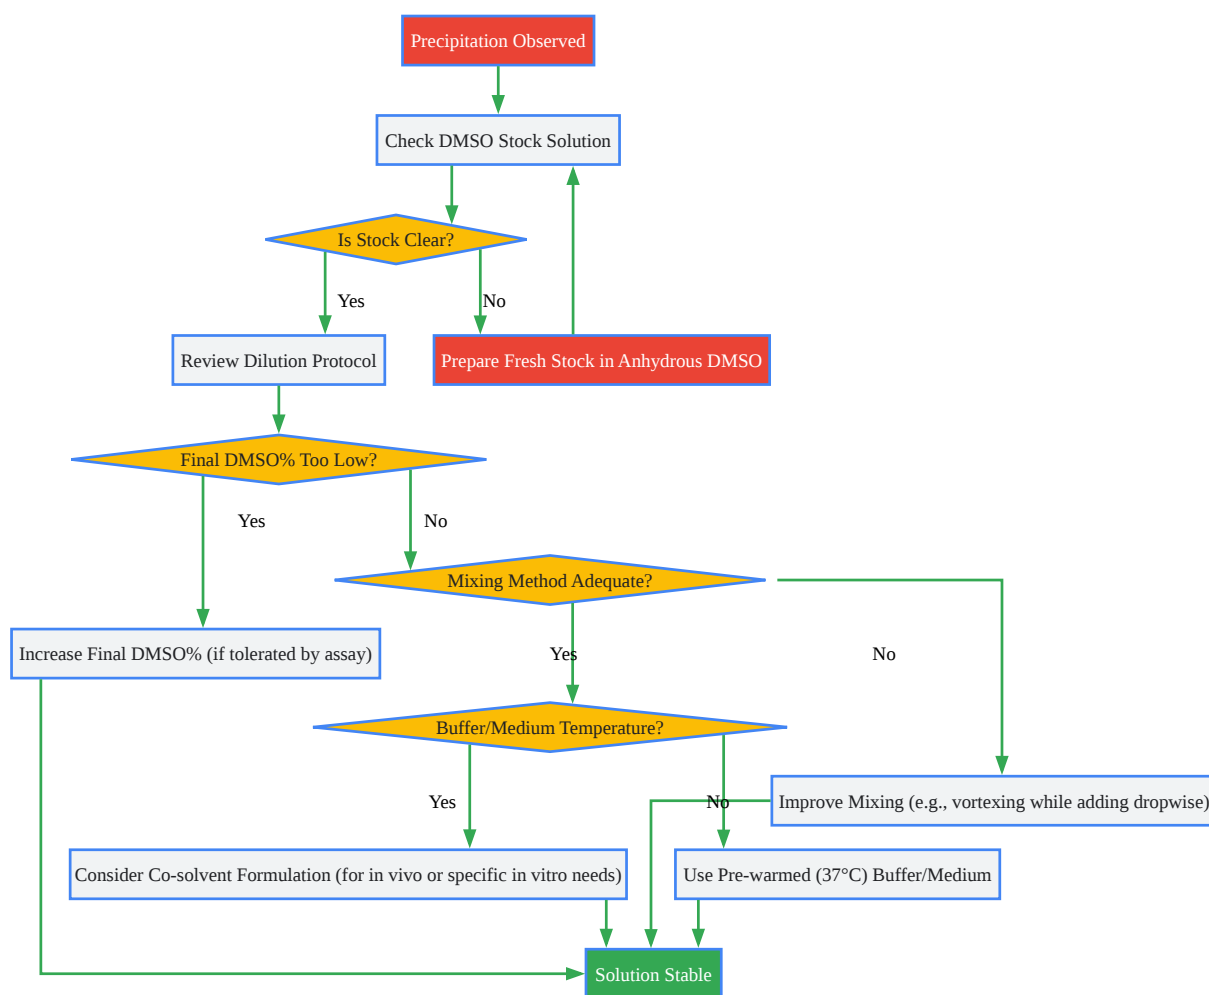 Precipitation Observed
Check DMSO Stock Solution
Is Stock Clear?
Yes
No
Review Dilution Protocol
Prepare Fresh Stock in Anhydrous DMSO
Final DMSO% Too Low?
Yes
No
Mixing Method Adequate?
Increase Final DMSO% (if tolerated by assay)
Yes
No
Buffer/Medium Temperature?
Yes
No
Improve Mixing (e.g., vortexing while adding dropwise)
Consider Co-solvent Formulation (for in vivo or specific in vitro needs)
Use Pre-warmed (37°C) Buffer/Medium
Solution Stable